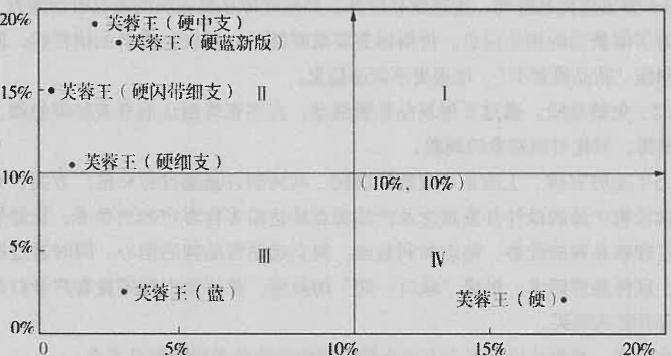 20%
芙蓉王（硬中支）
芙蓉王（硬蓝新版）
15%
芙蓉王（硬闪带细支）
II
I
芙蓉王（硬细支）
10%
(10%, 10%)
5%
III
IV
芙蓉王（蓝）
芙蓉王（硬）
0%
0
5%
10%
15%
20%